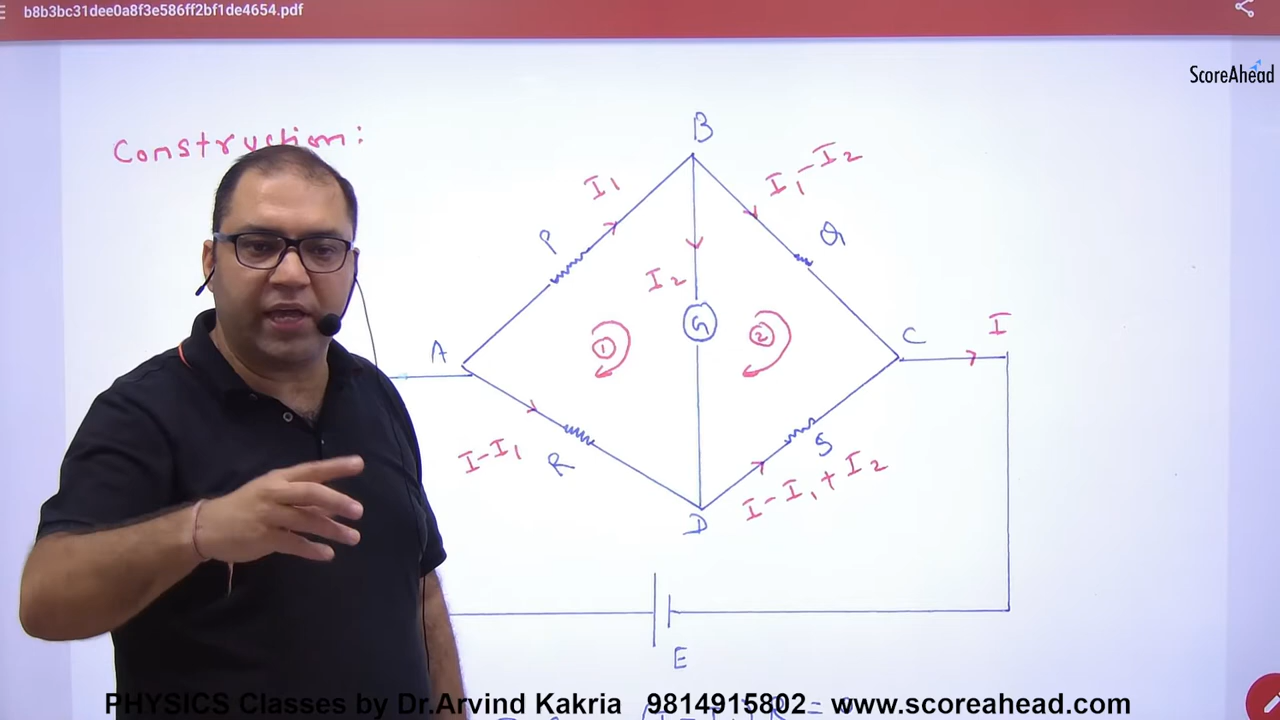 b8b3bc31dee0a8f3e586ff2bf1de4654.pdf
ScoreAhead
Construction:
B
I₁
I₁-I₂
P
Q
I₂
G
1
2
A
C
I
I-I₁
R
S
I-I₁+I₂
D
E
PHYSICS Classes by Dr.Arvind Kakria 9814915802 - www.scoreahead.com